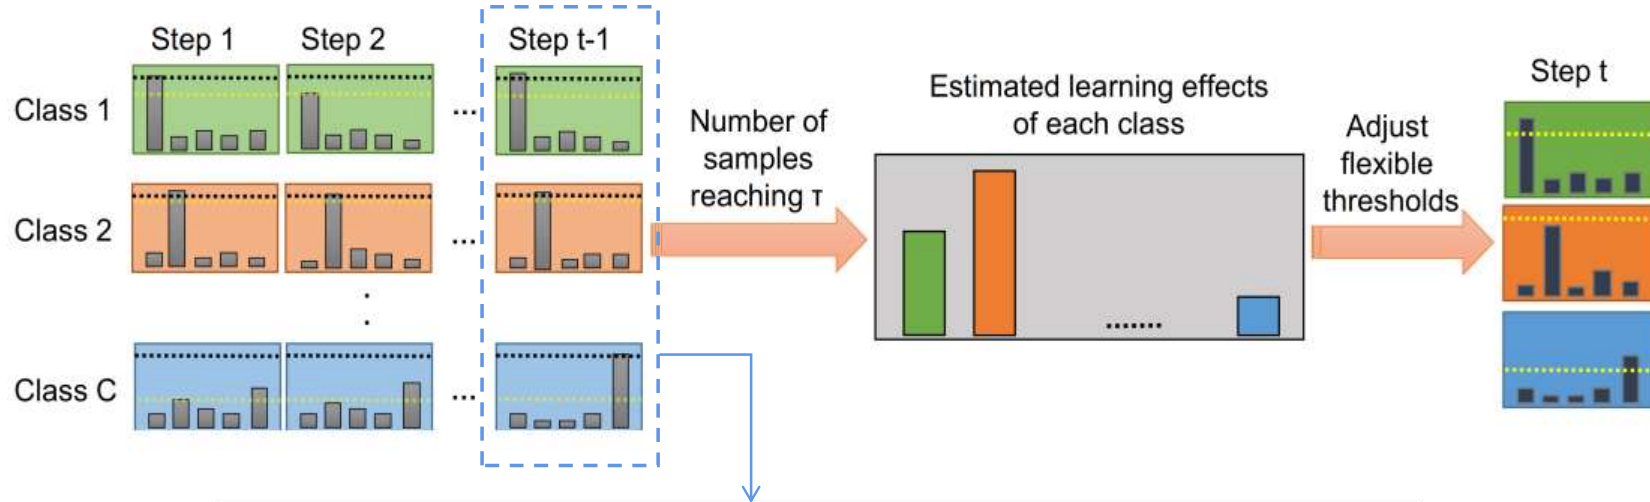 Step 1
Step 2
Step t-1
Class 1
...
Class 2
...
Class C
...
Number of
samples
reaching τ
Estimated learning effects
of each class
.......
Adjust
flexible
thresholds
Step t